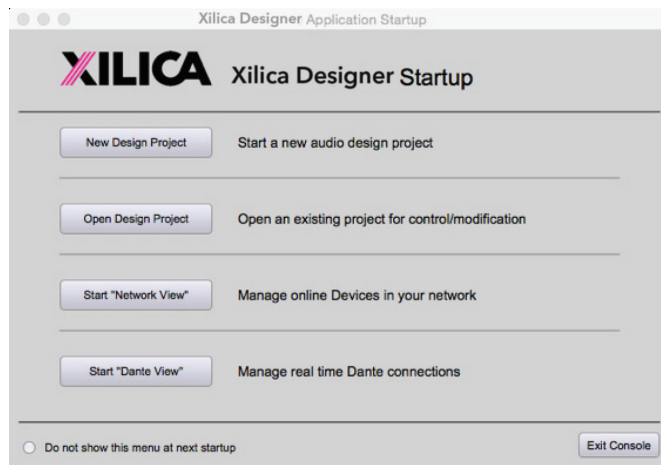 Xilica Designer Application Startup
XILICA Xilica Designer Startup
New Design Project Start a new audio design project
Open Design Project Open an existing project for control/modification
Start "Network View" Manage online Devices in your network
Start "Dante View" Manage real time Dante connections
Do not show this menu at next startup Exit Console